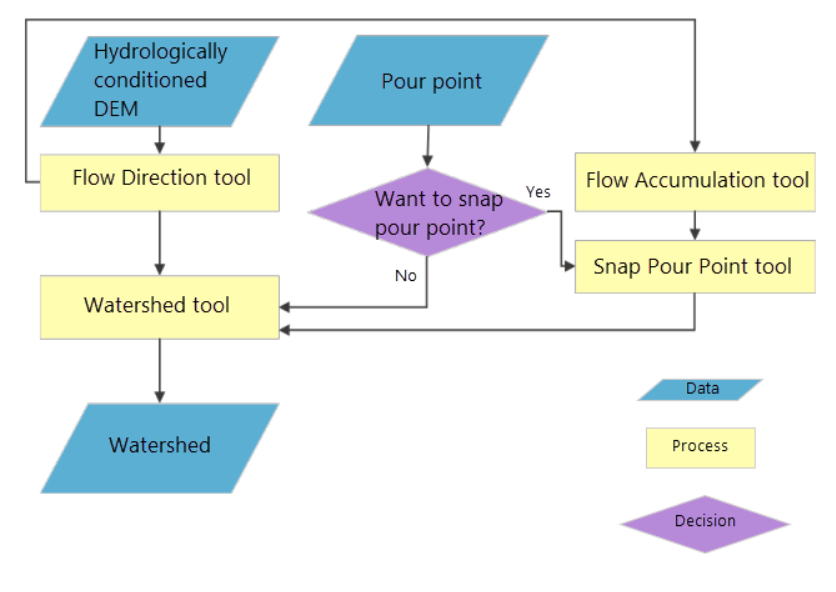 Hydrologically
conditioned
DEM
Pour point
Flow Direction tool
Want to snap
pour point?
Yes
Flow Accumulation tool
No
Snap Pour Point tool
Watershed tool
Watershed
Data
Process
Decision